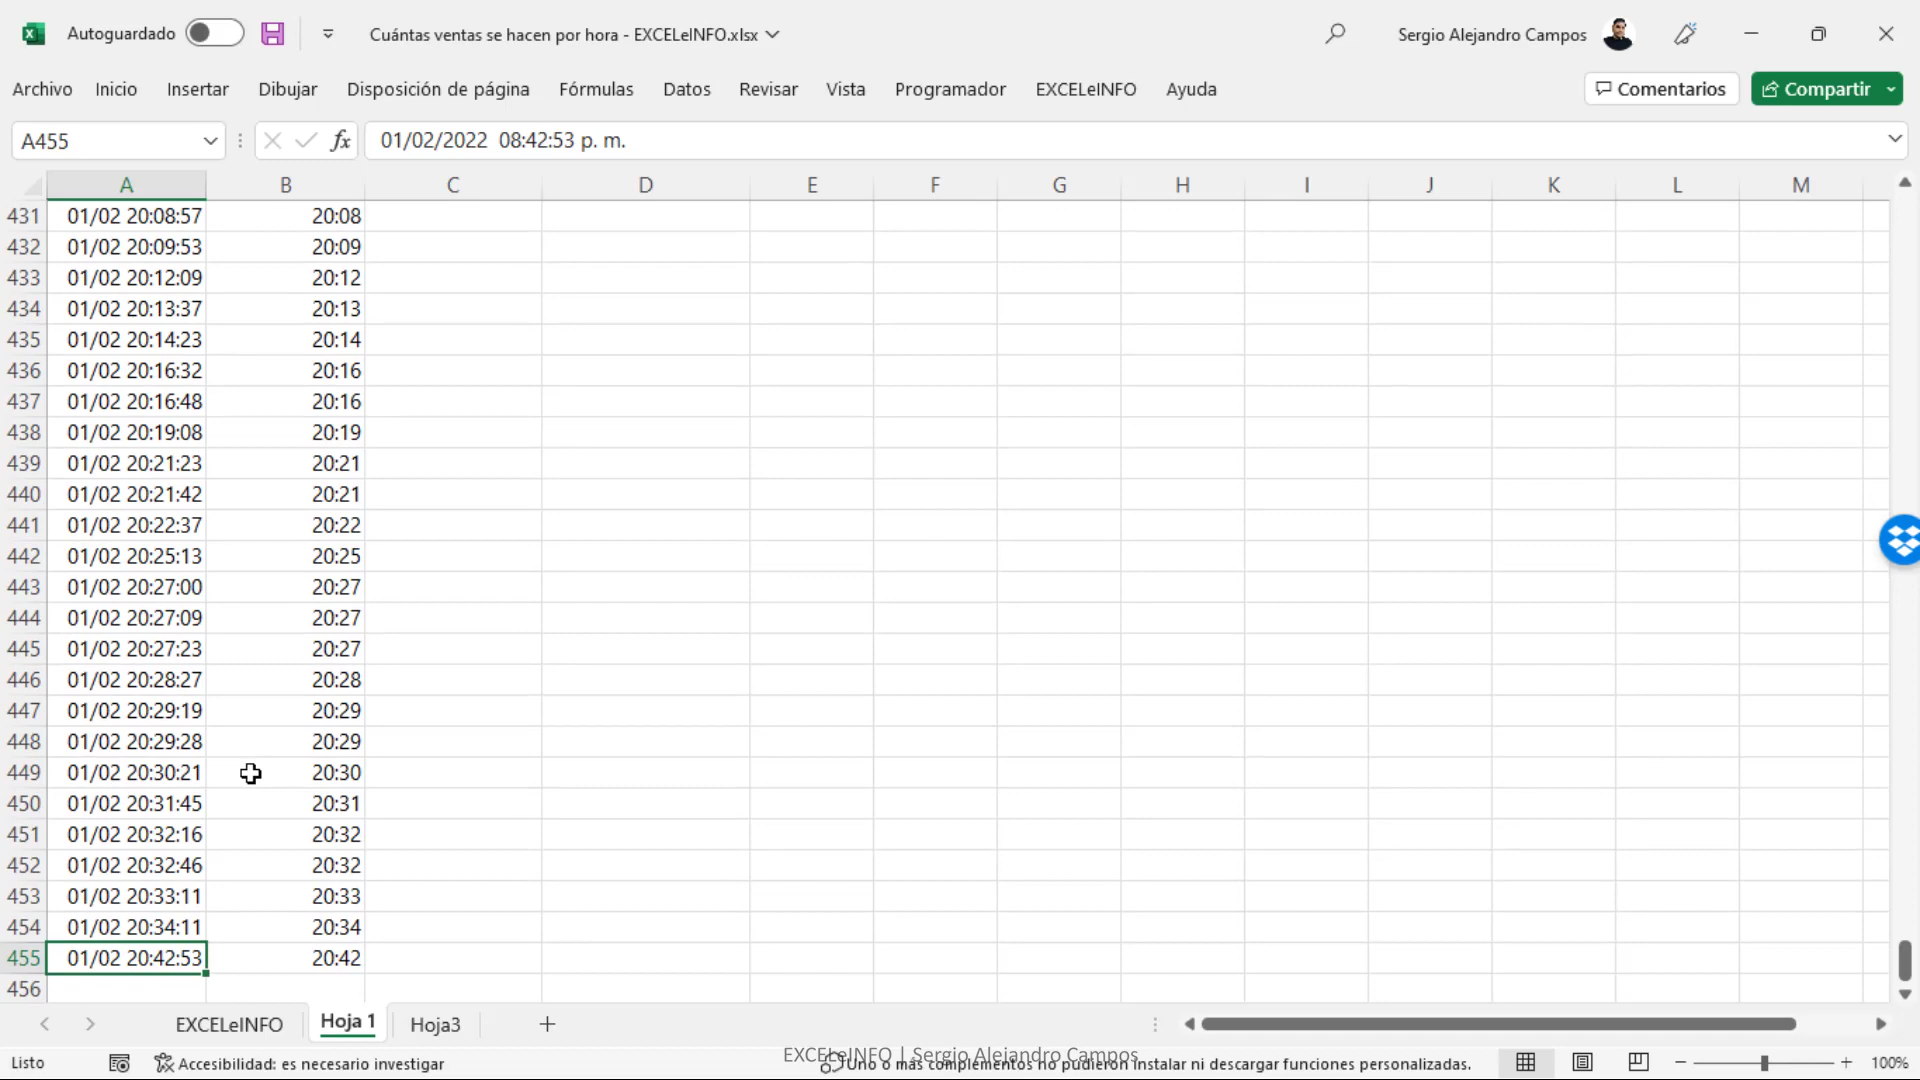 Autoguardado Cuántas ventas se hacen por hora - EXCELeINFO.xlsx Sergio Alejandro Campos
Archivo Inicio Insertar Dibujar Disposición de página Fórmulas Datos Revisar Vista Programador EXCELeINFO Ayuda Comentarios Compartir
A455 fx 01/02/2022 08:42:53 p. m.
A B C D E F G H I J K L M
431 01/02 20:08:57 20:08
432 01/02 20:09:53 20:09
433 01/02 20:12:09 20:12
434 01/02 20:13:37 20:13
435 01/02 20:14:23 20:14
436 01/02 20:16:32 20:16
437 01/02 20:16:48 20:16
438 01/02 20:19:08 20:19
439 01/02 20:21:23 20:21
440 01/02 20:21:42 20:21
441 01/02 20:22:37 20:22
442 01/02 20:25:13 20:25
443 01/02 20:27:00 20:27
444 01/02 20:27:09 20:27
445 01/02 20:27:23 20:27
446 01/02 20:28:27 20:28
447 01/02 20:29:19 20:29
448 01/02 20:29:28 20:29
449 01/02 20:30:21 20:30
450 01/02 20:31:45 20:31
451 01/02 20:32:16 20:32
452 01/02 20:32:46 20:32
453 01/02 20:33:11 20:33
454 01/02 20:34:11 20:34
455 01/02 20:42:53 20:42
456
EXCELeINFO Hoja 1 Hoja3
EXCELeINFO | Sergio Alejandro Campos
Listo Accesibilidad: es necesario investigar Uno o más complementos no pudieron instalar ni descargar funciones personalizadas. 100%